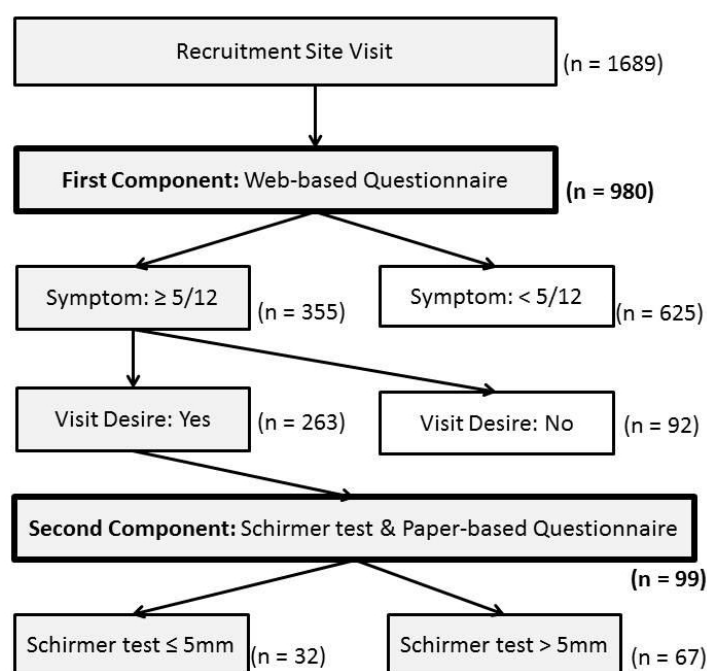 Recruitment Site Visit
(n = 1689)
First Component: Web-based Questionnaire
(n = 980)
Symptom: ≥ 5/12
(n = 355)
Symptom: < 5/12
(n = 625)
Visit Desire: Yes
(n = 263)
Visit Desire: No
(n = 92)
Second Component: Schirmer test & Paper-based Questionnaire
(n = 99)
Schirmer test ≤ 5mm
(n = 32)
Schirmer test > 5mm
(n = 67)